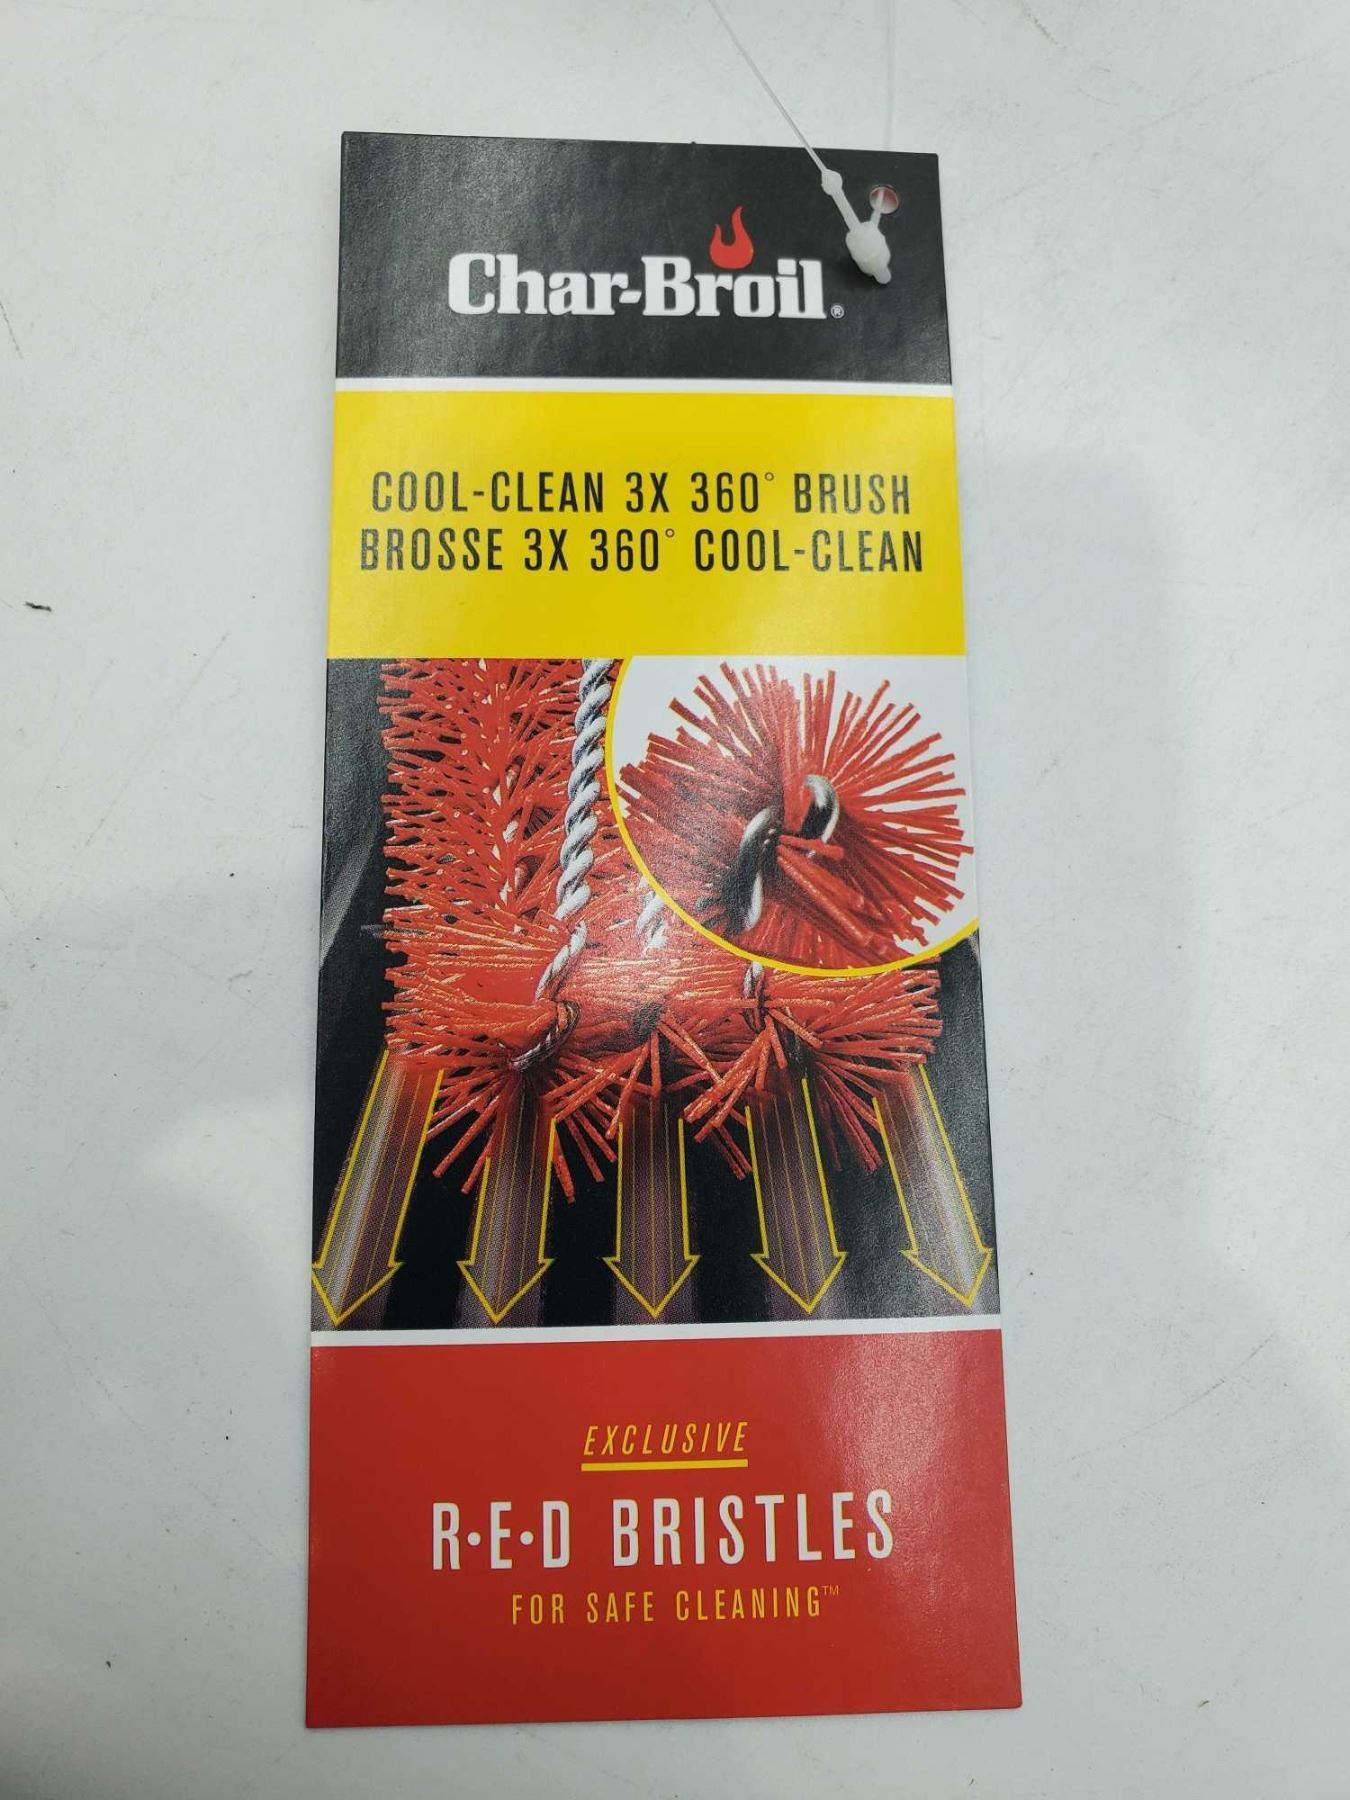 Char-Broil®
COOL-CLEAN 3X 360° BRUSH
BROSSE 3X 360° COOL-CLEAN
EXCLUSIVE
R•E•D BRISTLES
FOR SAFE CLEANING™